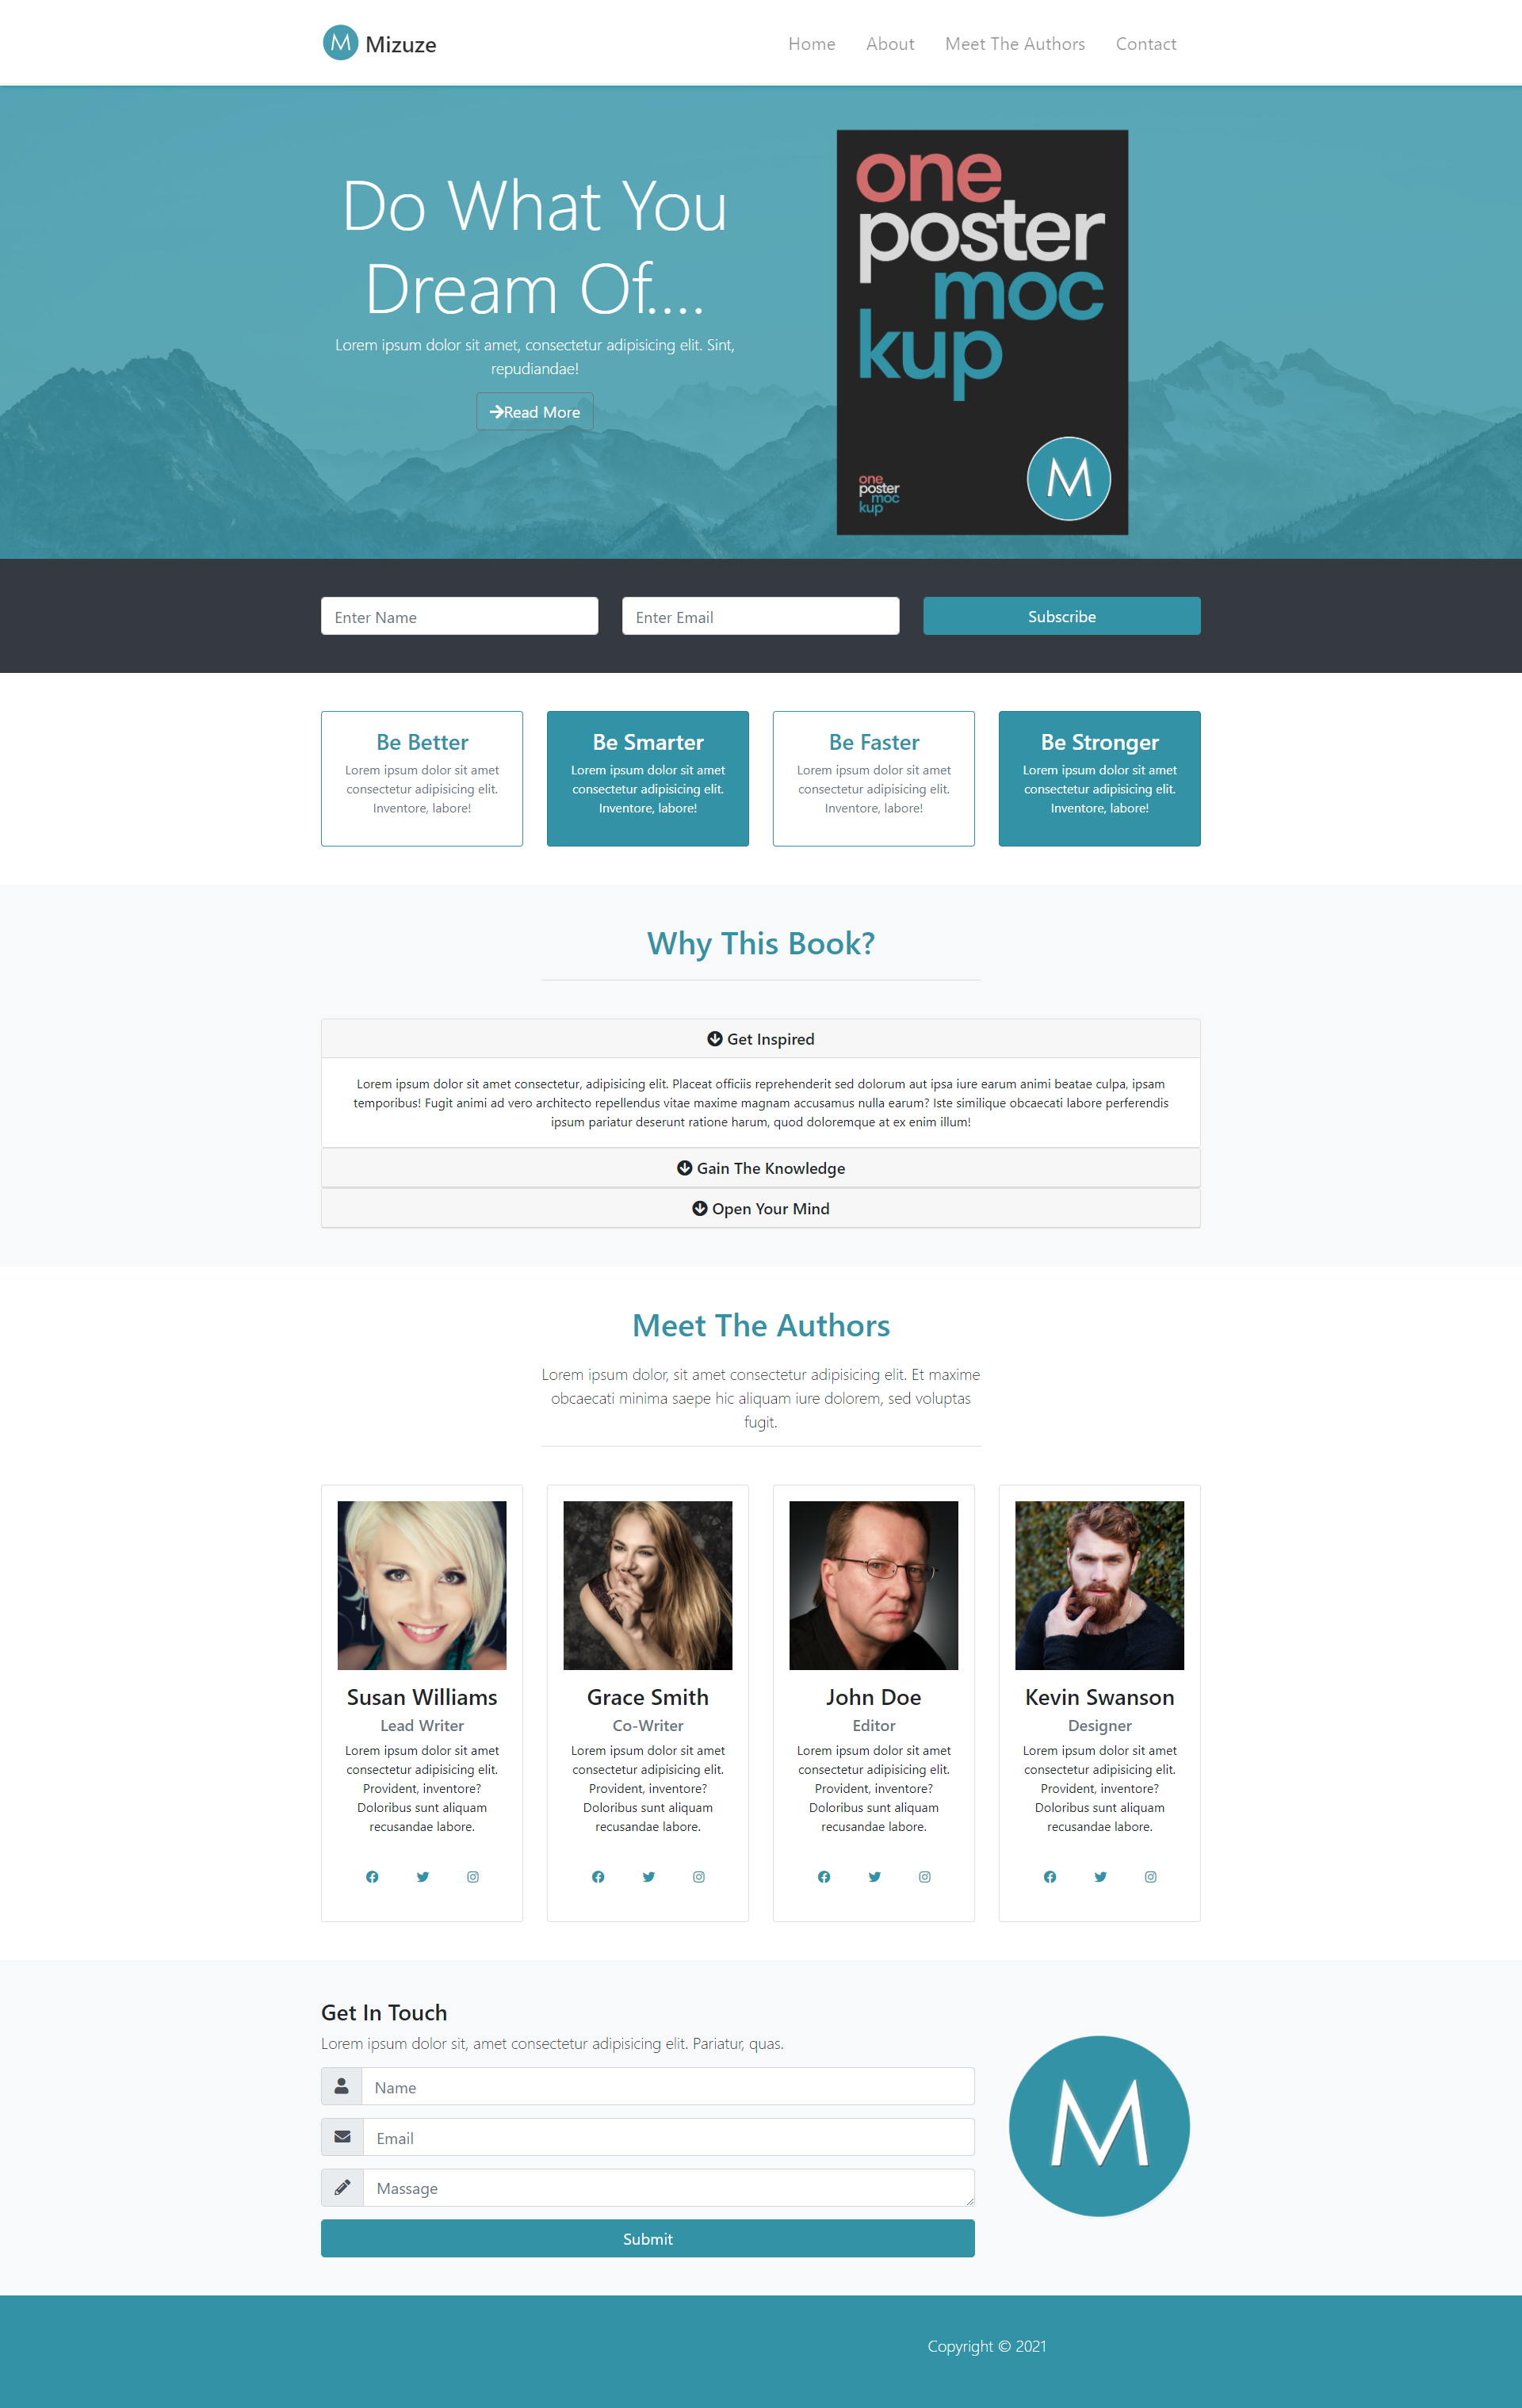 M Mizuze
Home About Meet The Authors Contact
Do What You
Dream Of....
Lorem ipsum dolor sit amet, consectetur adipisicing elit. Sint,
repudiandae!
Read More
one
poster
moc
kup
one
poster
moc
kup
M
Enter Name
Enter Email
Subscribe
Be Better
Lorem ipsum dolor sit amet
consectetur adipisicing elit.
Inventore, labore!
Be Smarter
Lorem ipsum dolor sit amet
consectetur adipisicing elit.
Inventore, labore!
Be Faster
Lorem ipsum dolor sit amet
consectetur adipisicing elit.
Inventore, labore!
Be Stronger
Lorem ipsum dolor sit amet
consectetur adipisicing elit.
Inventore, labore!
Why This Book?
Get Inspired
Lorem ipsum dolor sit amet consectetur, adipisicing elit. Placeat officiis reprehenderit sed dolorum aut ipsa iure earum animi beatae culpa, ipsam
temporibus! Fugit animi ad vero architecto repellendus vitae maxime magnam accusamus nulla earum? Iste similique obcaecati labore perferendis
ipsum pariatur deserunt ratione harum, quod doloremque at ex enim illum!
Gain The Knowledge
Open Your Mind
Meet The Authors
Lorem ipsum dolor, sit amet consectetur adipisicing elit. Et maxime
obcaecati minima saepe hic aliquam iure dolorem, sed voluptas
fugit.
Susan Williams
Lead Writer
Lorem ipsum dolor sit amet
consectetur adipisicing elit.
Provident, inventore?
Doloribus sunt aliquam
recusandae labore.
Grace Smith
Co-Writer
Lorem ipsum dolor sit amet
consectetur adipisicing elit.
Provident, inventore?
Doloribus sunt aliquam
recusandae labore.
John Doe
Editor
Lorem ipsum dolor sit amet
consectetur adipisicing elit.
Provident, inventore?
Doloribus sunt aliquam
recusandae labore.
Kevin Swanson
Designer
Lorem ipsum dolor sit amet
consectetur adipisicing elit.
Provident, inventore?
Doloribus sunt aliquam
recusandae labore.
Get In Touch
Lorem ipsum dolor sit, amet consectetur adipisicing elit. Pariatur, quas.
Name
Email
Massage
Submit
M
Copyright © 2021